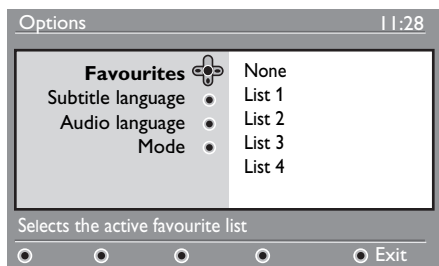 Options 11:28
Favourites None
Subtitle language List 1
Audio language List 2
Mode List 3
List 4
Selects the active favourite list
Exit